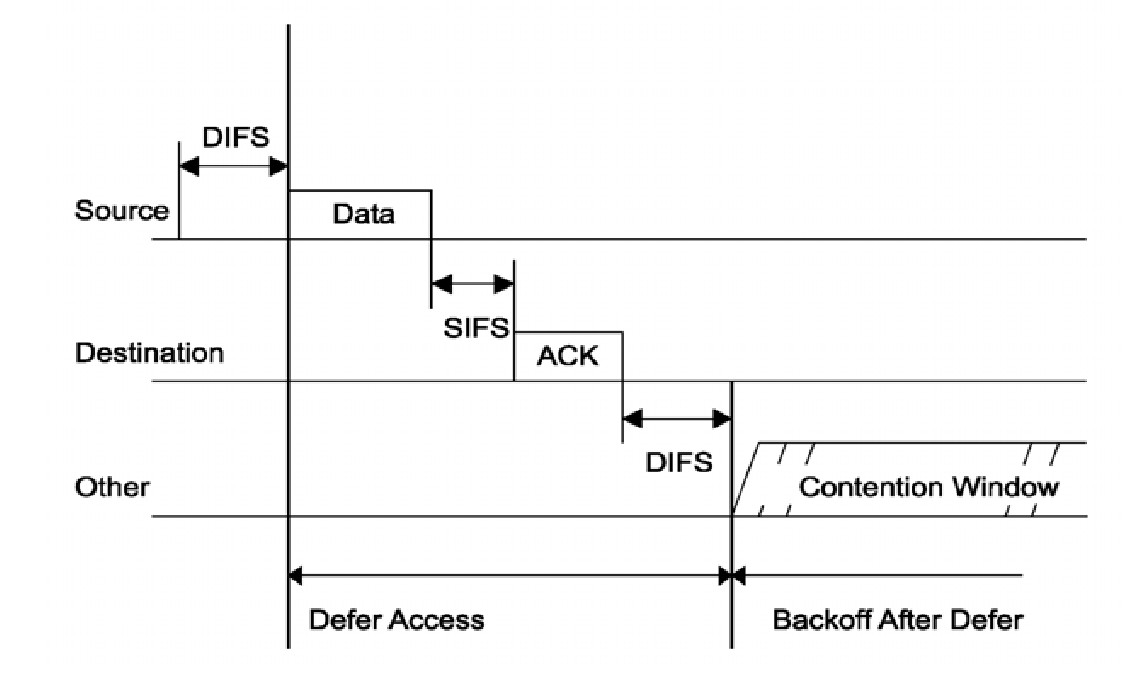 DIFS
Source
Data
SIFS
Destination
ACK
DIFS
Other
Contention Window
Defer Access
Backoff After Defer